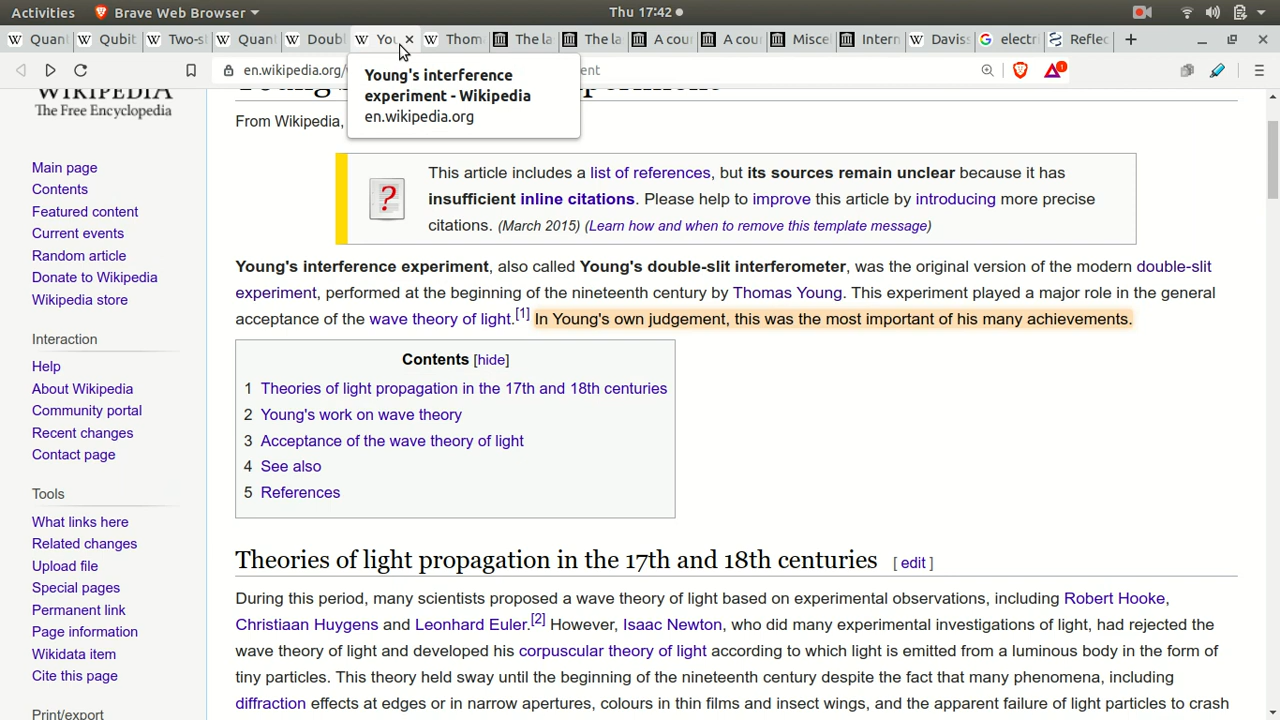 Activities
Brave Web Browser
Thu 17:42
Quant
Qubit
Two-s
Quant
Doubl
You
Thom
The la
The la
A cour
A cour
Misce
Intern
Daviss
electr
Reflec
en.wikipedia.org/
ent
1
Young's interference
experiment - Wikipedia
en.wikipedia.org
WIKIPEDIA
The Free Encyclopedia
From Wikipedia,
Main page
Contents
Featured content
Current events
Random article
Donate to Wikipedia
Wikipedia store
Interaction
Help
About Wikipedia
Community portal
Recent changes
Contact page
Tools
What links here
Related changes
Upload file
Special pages
Permanent link
Page information
Wikidata item
Cite this page
Print/export
?
This article includes a list of references, but its sources remain unclear because it has
insufficient inline citations. Please help to improve this article by introducing more precise
citations. (March 2015) (Learn how and when to remove this template message)
Young's interference experiment, also called Young's double-slit interferometer, was the original version of the modern double-slit
experiment, performed at the beginning of the nineteenth century by Thomas Young. This experiment played a major role in the general
acceptance of the wave theory of light.[1] In Young's own judgement, this was the most important of his many achievements.
Contents [hide]
1 Theories of light propagation in the 17th and 18th centuries
2 Young's work on wave theory
3 Acceptance of the wave theory of light
4 See also
5 References
Theories of light propagation in the 17th and 18th centuries [ edit ]
During this period, many scientists proposed a wave theory of light based on experimental observations, including Robert Hooke,
Christiaan Huygens and Leonhard Euler.[2] However, Isaac Newton, who did many experimental investigations of light, had rejected the
wave theory of light and developed his corpuscular theory of light according to which light is emitted from a luminous body in the form of
tiny particles. This theory held sway until the beginning of the nineteenth century despite the fact that many phenomena, including
diffraction effects at edges or in narrow apertures, colours in thin films and insect wings, and the apparent failure of light particles to crash